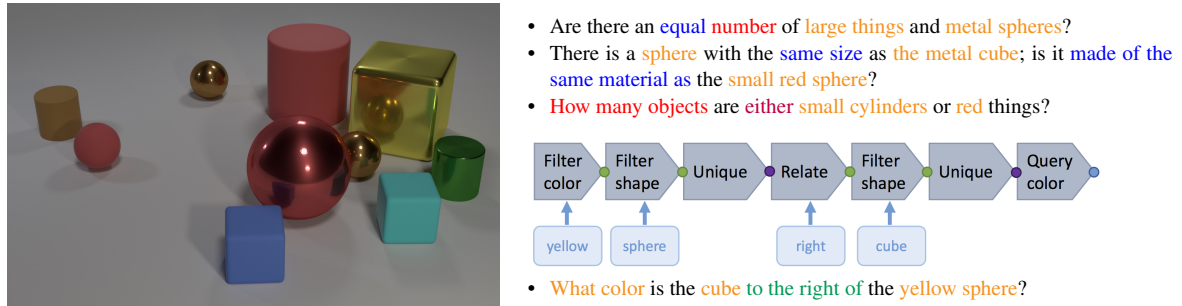 • Are there an equal number of large things and metal spheres?
• There is a sphere with the same size as the metal cube; is it made of the
same material as the small red sphere?
• How many objects are either small cylinders or red things?
Filter color
Filter shape
Unique
Relate
Filter shape
Unique
Query color
yellow
sphere
right
cube
• What color is the cube to the right of the yellow sphere?